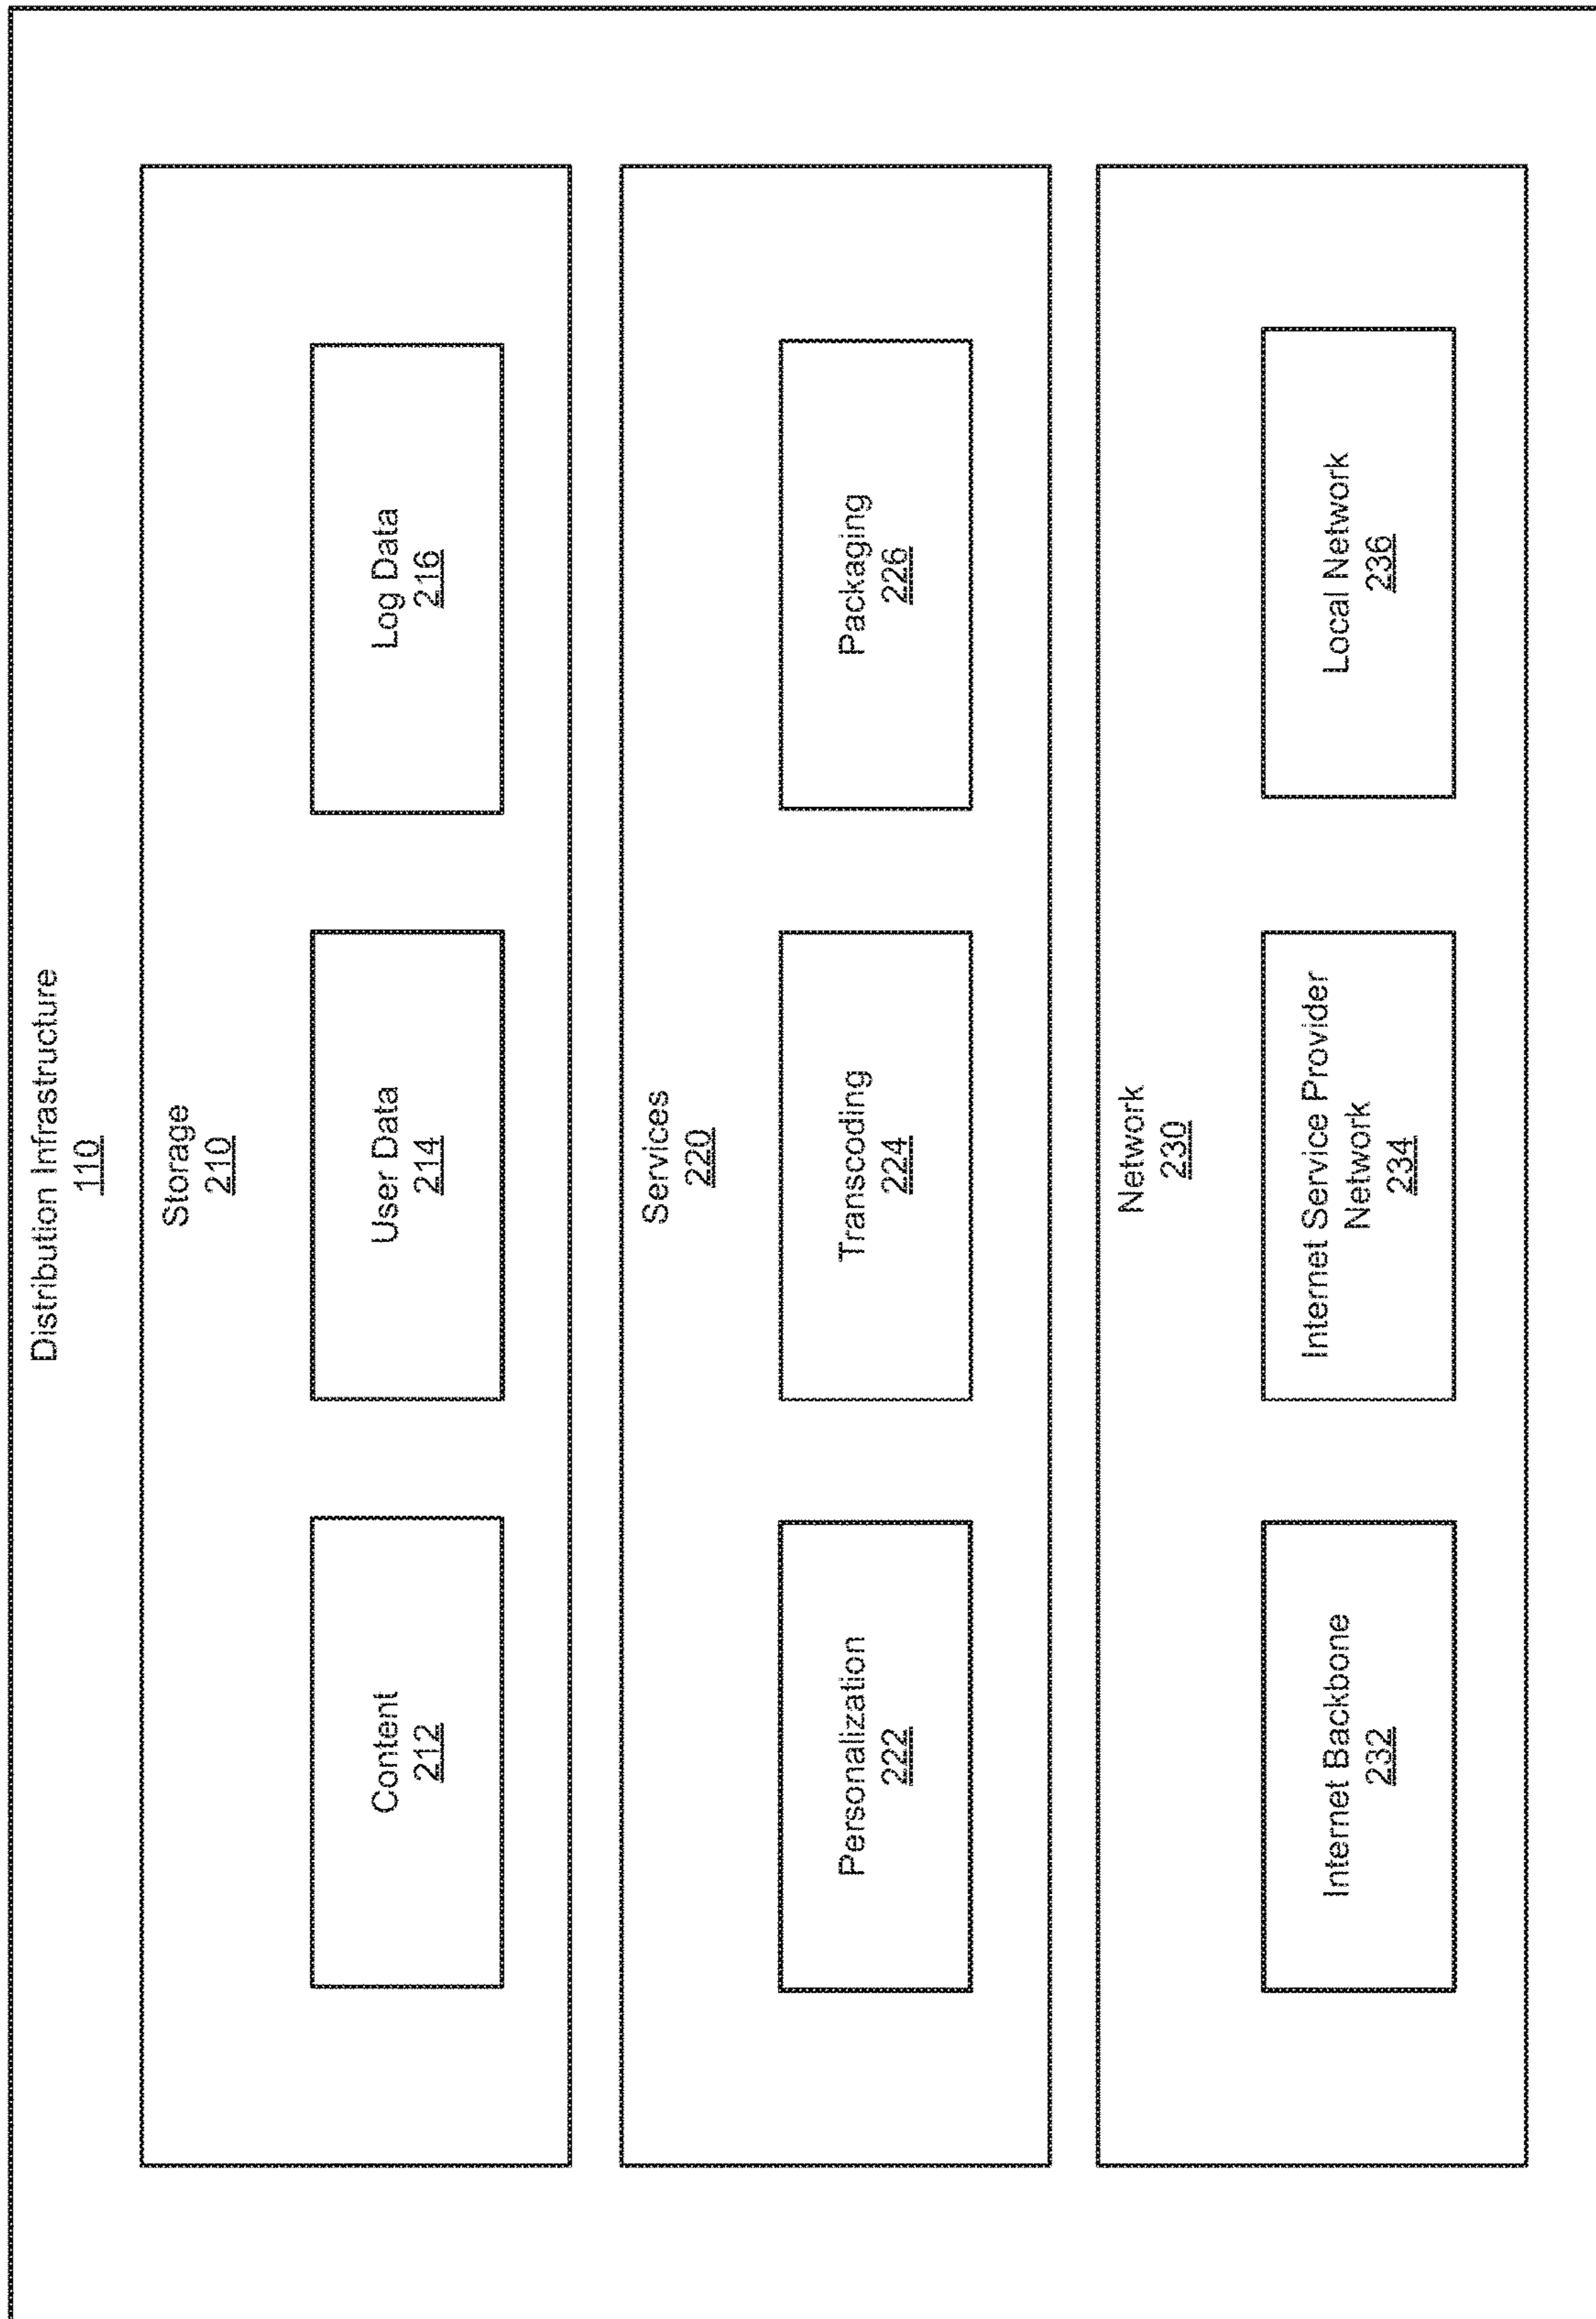 Distribution Infrastructure
110
Storage
210
Content
212
User Data
214
Log Data
216
Services
220
Personalization
222
Transcoding
224
Packaging
226
Network
230
Internet Backbone
232
Internet Service Provider
Network
234
Local Network
236